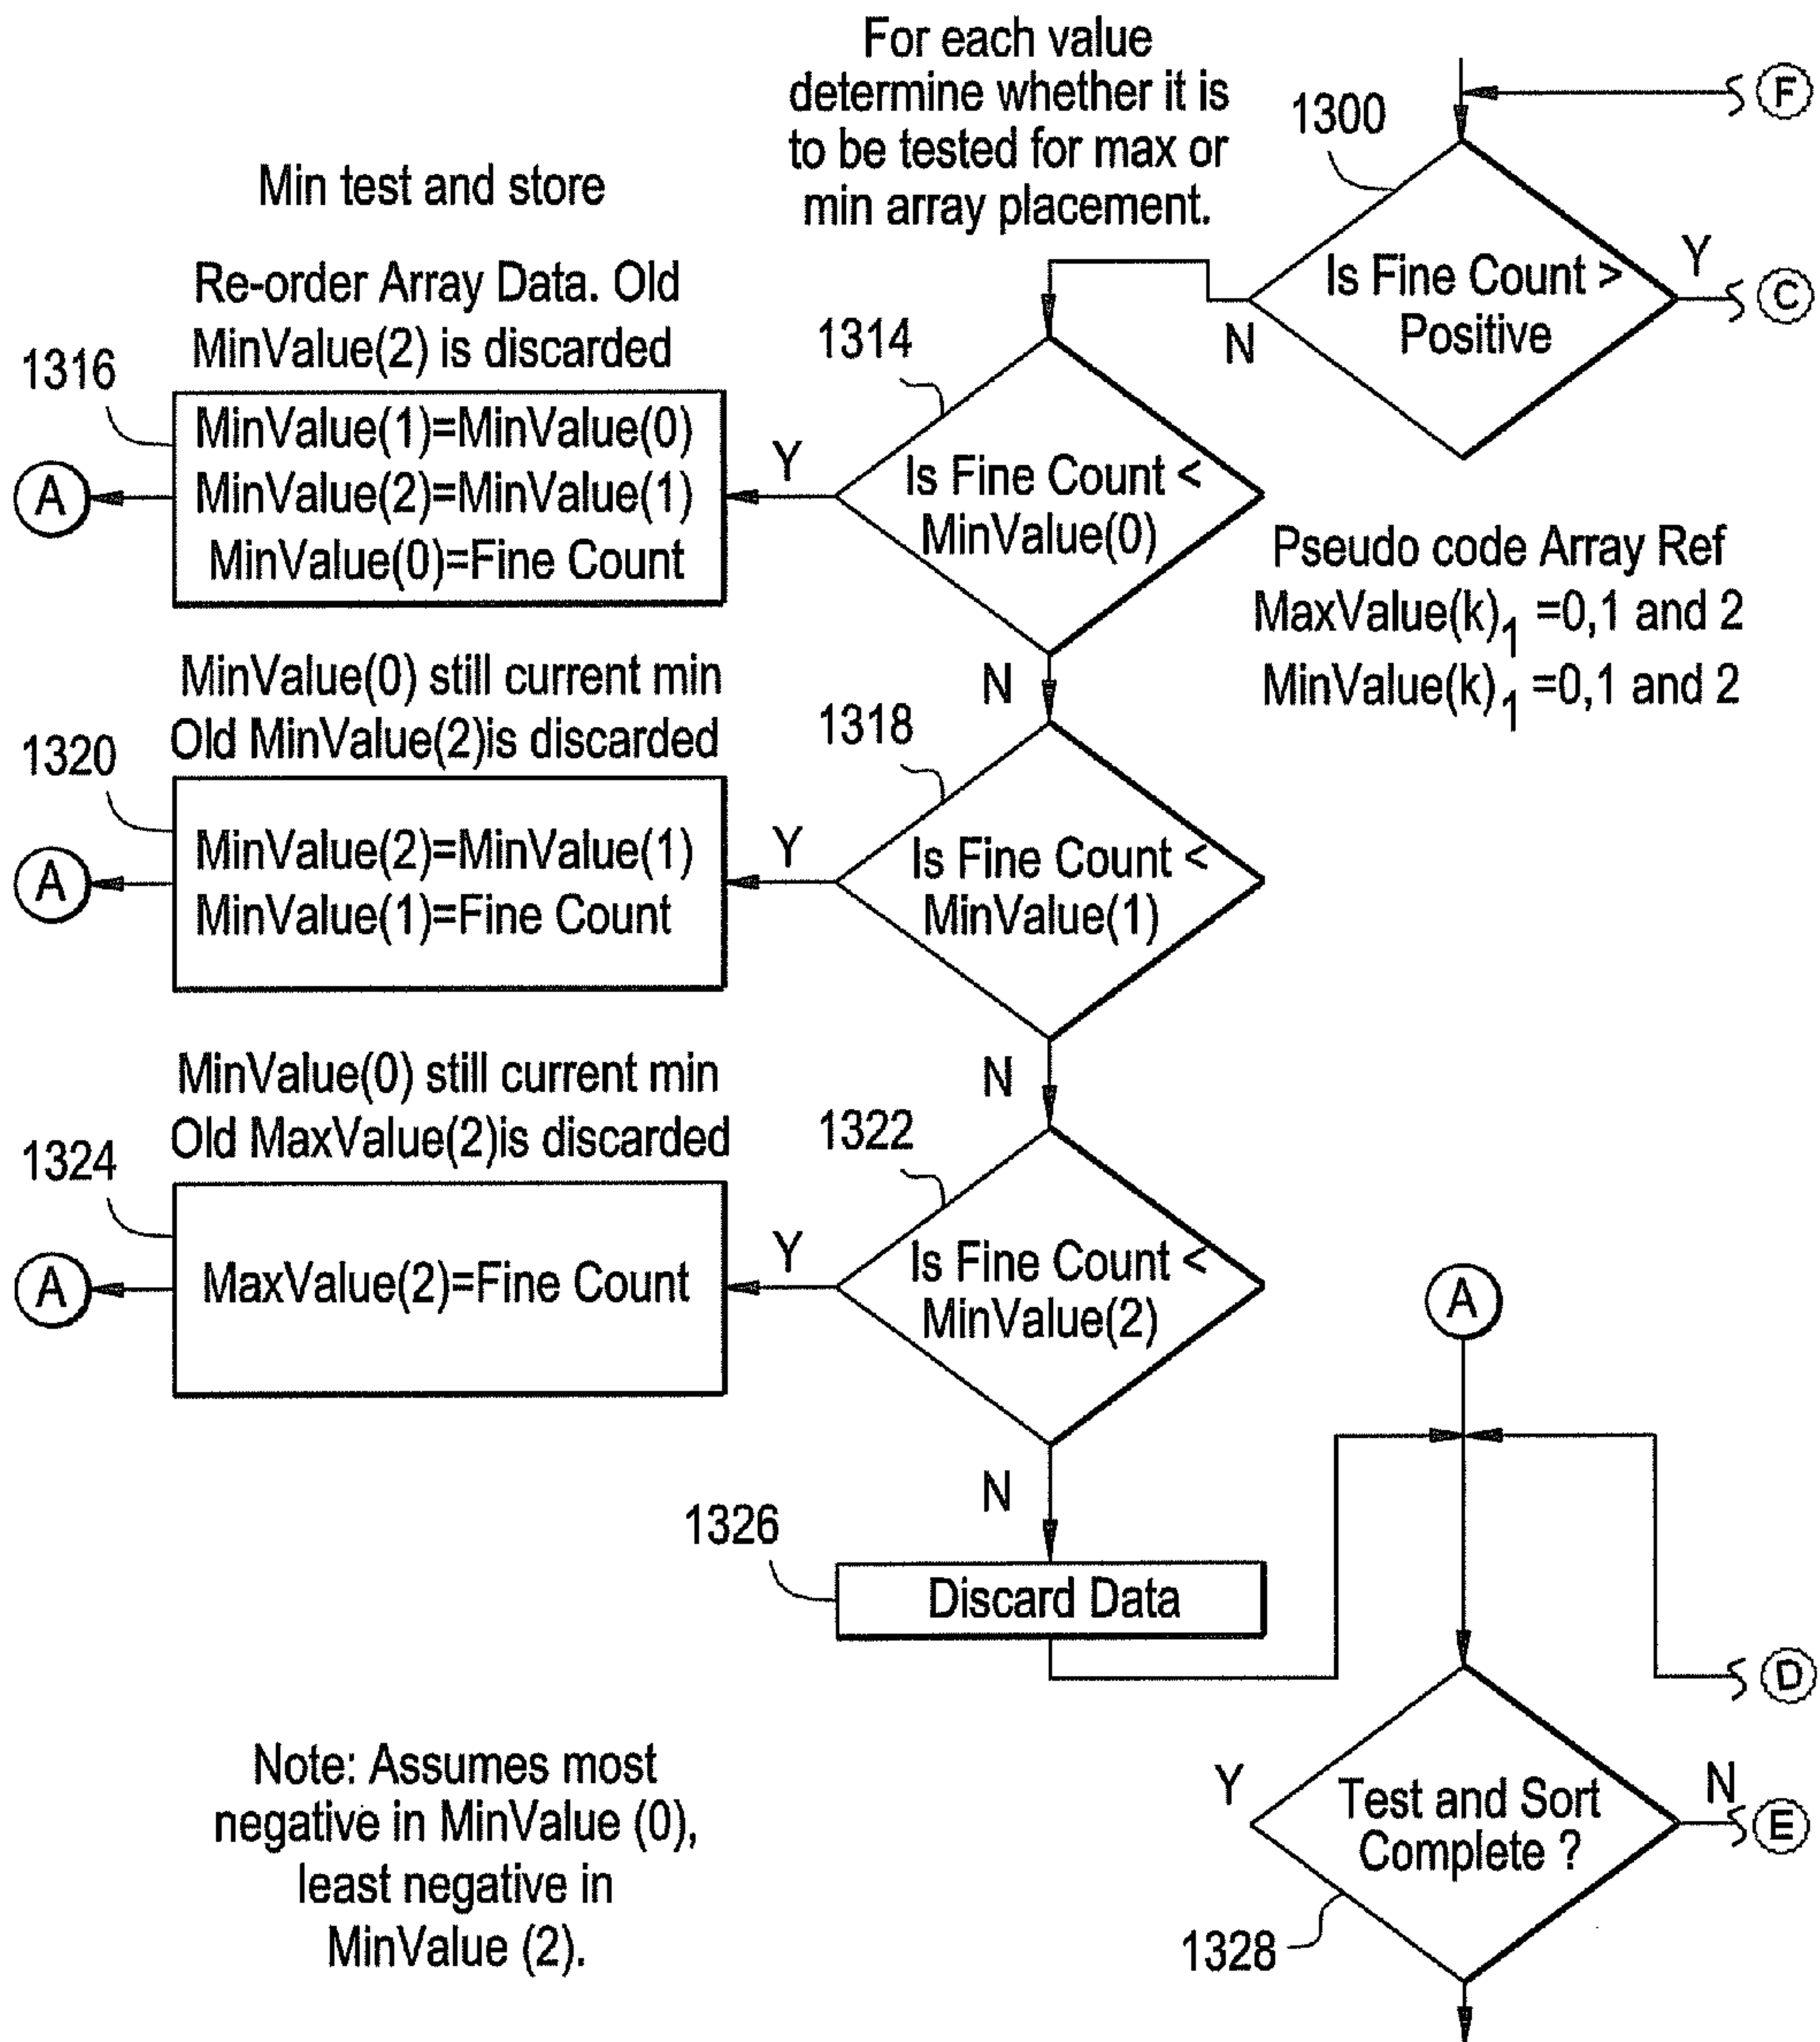 For each value
determine whether it is
to be tested for max or
min array placement.
1300
F
Is Fine Count >
Positive
Y
C
N
Min test and store
Re-order Array Data. Old
MinValue(2) is discarded
1316
MinValue(1)=MinValue(0)
MinValue(2)=MinValue(1)
MinValue(0)=Fine Count
A
Y
1314
Is Fine Count <
MinValue(0)
N
Pseudo code Array Ref
MaxValue(k)1 =0,1 and 2
MinValue(k)1 =0,1 and 2
MinValue(0) still current min
Old MinValue(2)is discarded
1320
MinValue(2)=MinValue(1)
MinValue(1)=Fine Count
A
Y
1318
Is Fine Count <
MinValue(1)
N
MinValue(0) still current min
Old MaxValue(2)is discarded
1324
MaxValue(2)=Fine Count
A
Y
1322
Is Fine Count <
MinValue(2)
N
1326
Discard Data
A
D
Y
Test and Sort
Complete ?
N
E
1328
Note: Assumes most
negative in MinValue (0),
least negative in
MinValue (2).